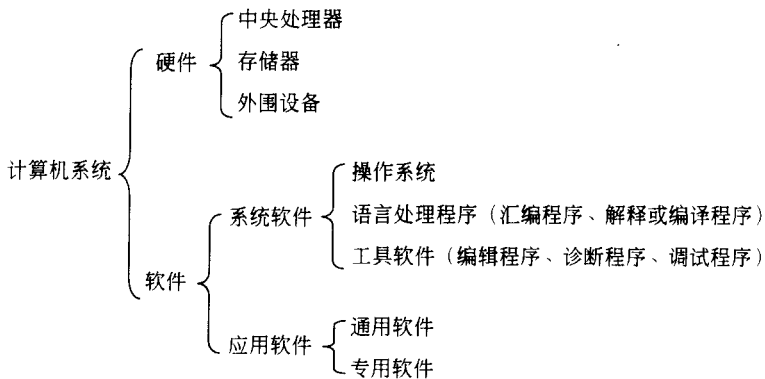 计算机系统
硬件
中央处理器
存储器
外围设备
软件
系统软件
操作系统
语言处理程序（汇编程序、解释或编译程序）
工具软件（编辑程序、诊断程序、调试程序）
应用软件
通用软件
专用软件